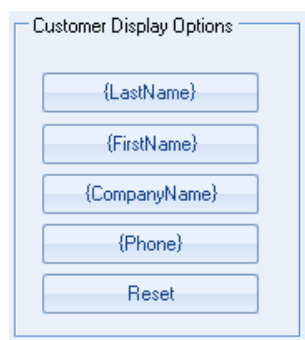 Customer Display Options
{LastName}
{FirstName}
{CompanyName}
{Phone}
Reset